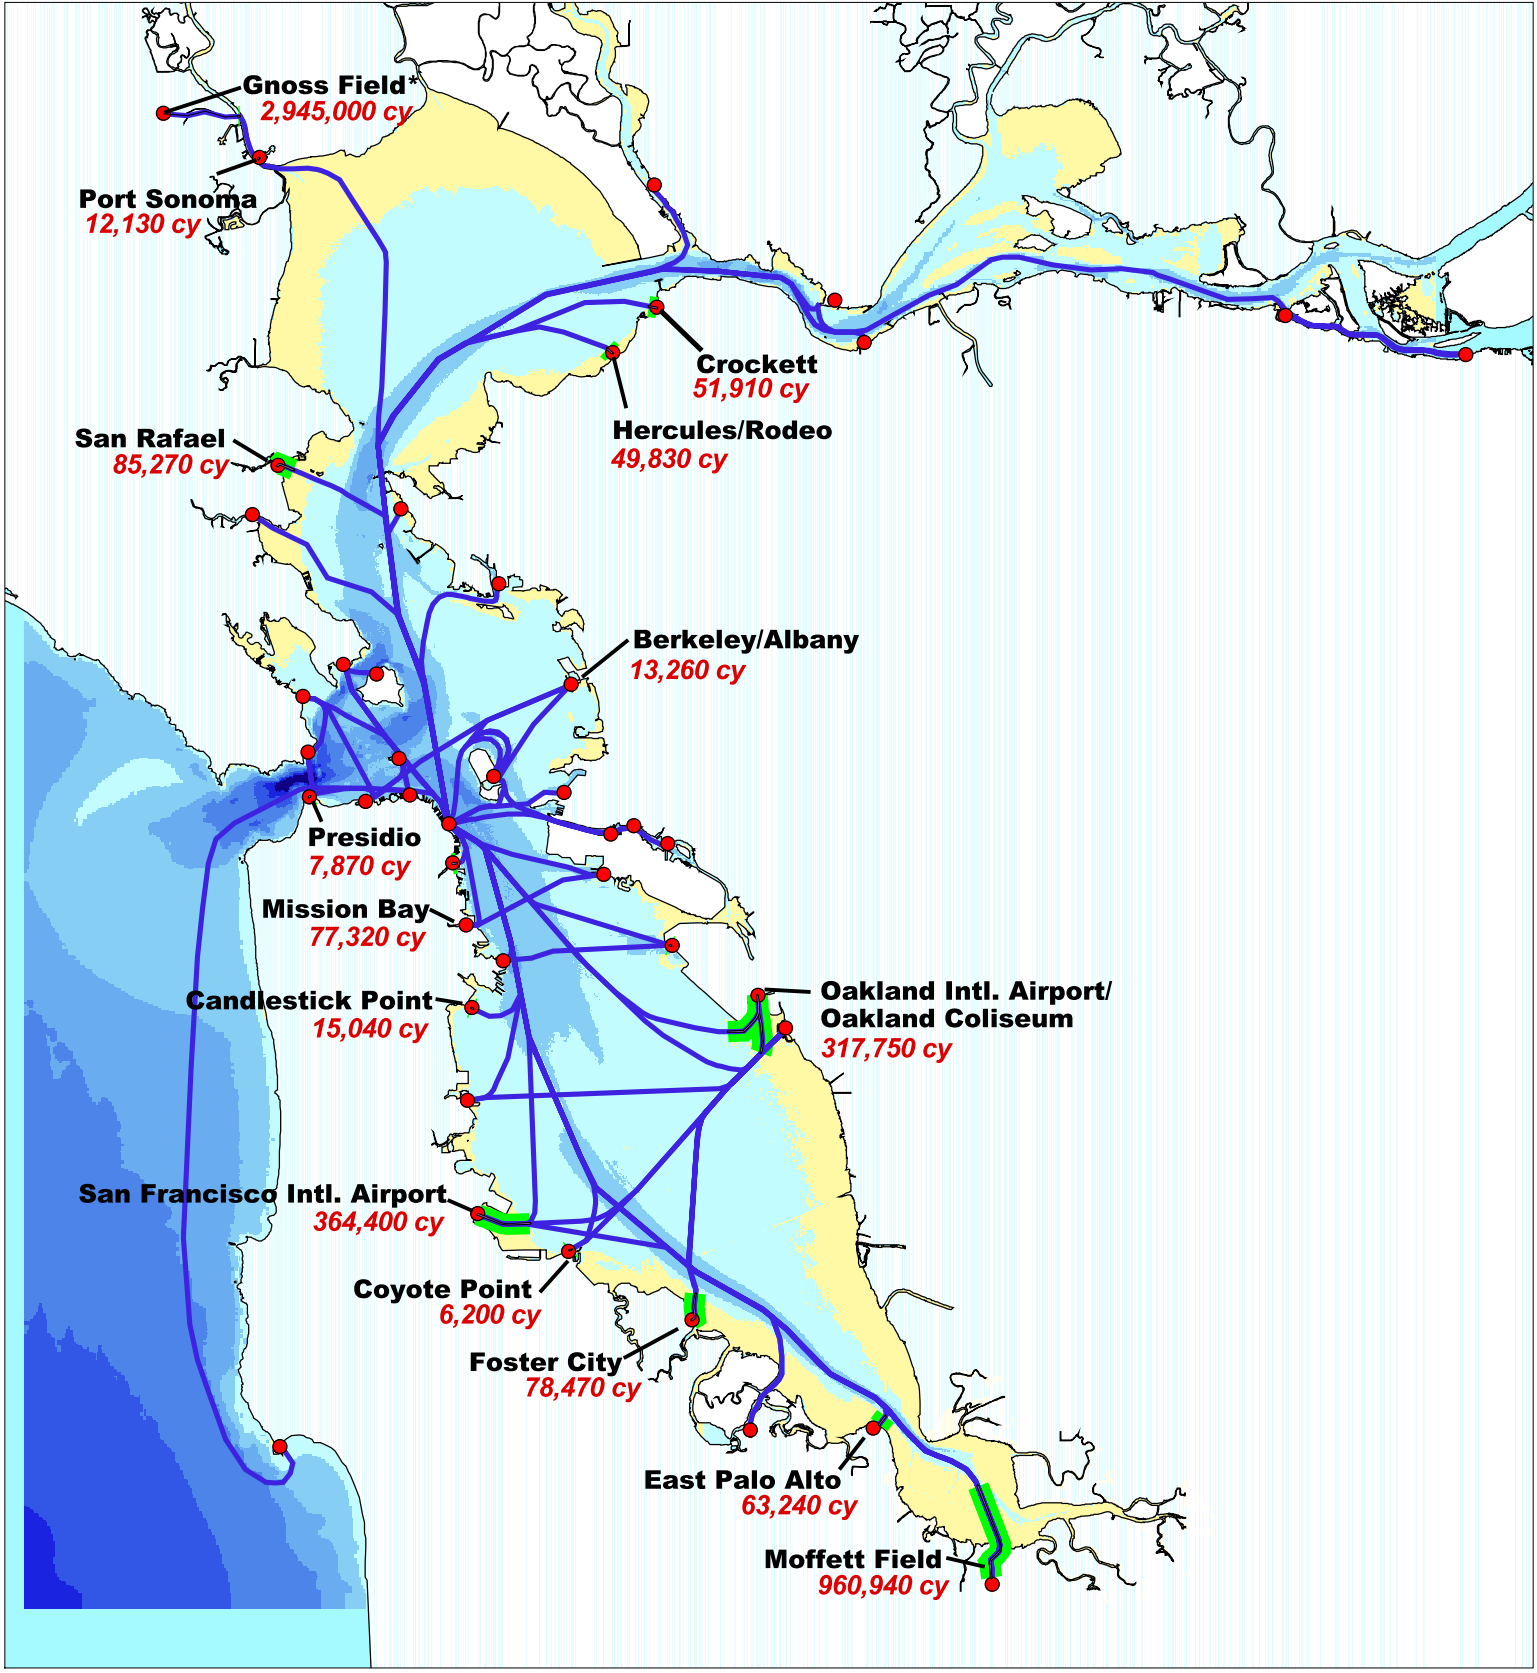 Gnoss Field*
2,945,000 cy
Port Sonoma
12,130 cy
Crockett
51,910 cy
Hercules/Rodeo
49,830 cy
San Rafael
85,270 cy
Berkeley/Albany
13,260 cy
Presidio
7,870 cy
Mission Bay
77,320 cy
Candlestick Point
15,040 cy
Oakland Intl. Airport/
Oakland Coliseum
317,750 cy
San Francisco Intl. Airport
364,400 cy
Coyote Point
6,200 cy
Foster City
78,470 cy
East Palo Alto
63,240 cy
Moffett Field
960,940 cy